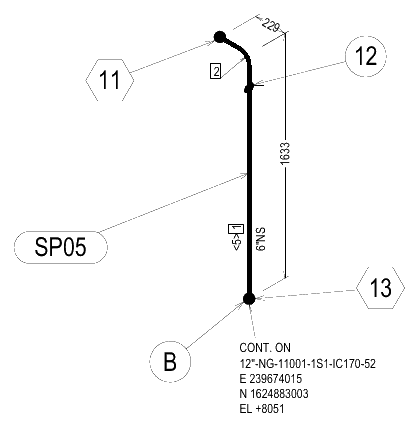 229
11
12
2
1633
SP05
<5>1
6"NS
13
B
CONT. ON
12"-NG-11001-1S1-IC170-52
E 239674015
N 1624883003
EL +8051